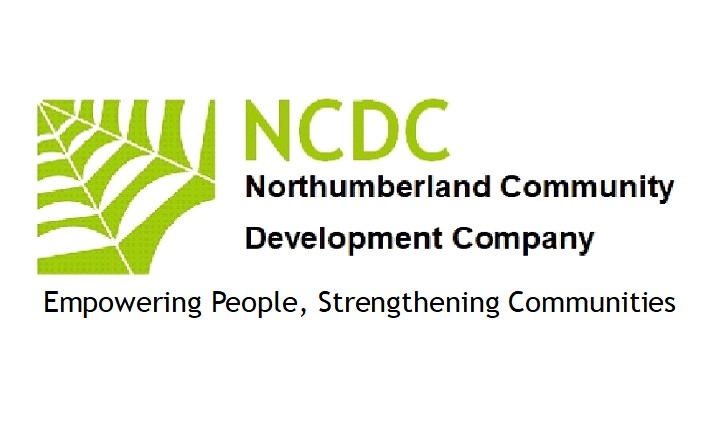 NCDC
Northumberland Community
Development Company
Empowering People, Strengthening Communities